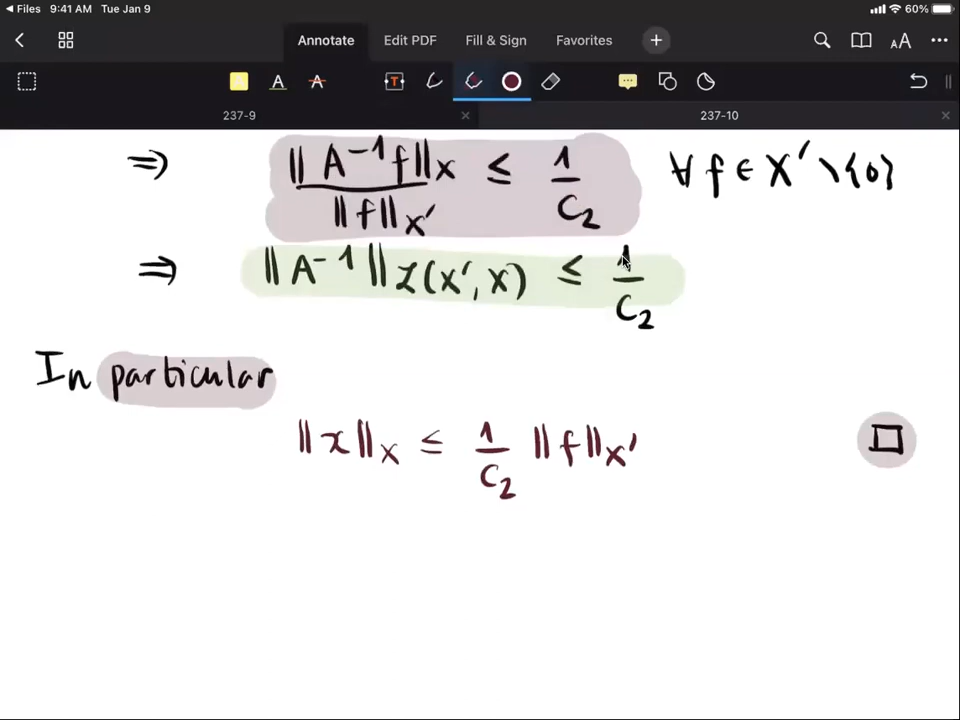 Files 9:41 AM Tue Jan 9 60%
Annotate Edit PDF Fill & Sign Favorites
237-9 237-10
⇒ ‖A⁻¹f‖_X / ‖f‖_X' ≤ 1/C₂ ∀ f ∈ X' \ {0}
⇒ ‖A⁻¹‖_L(X', X) ≤ 1/C₂
In particular
‖x‖_X ≤ 1/C₂ ‖f‖_X' □